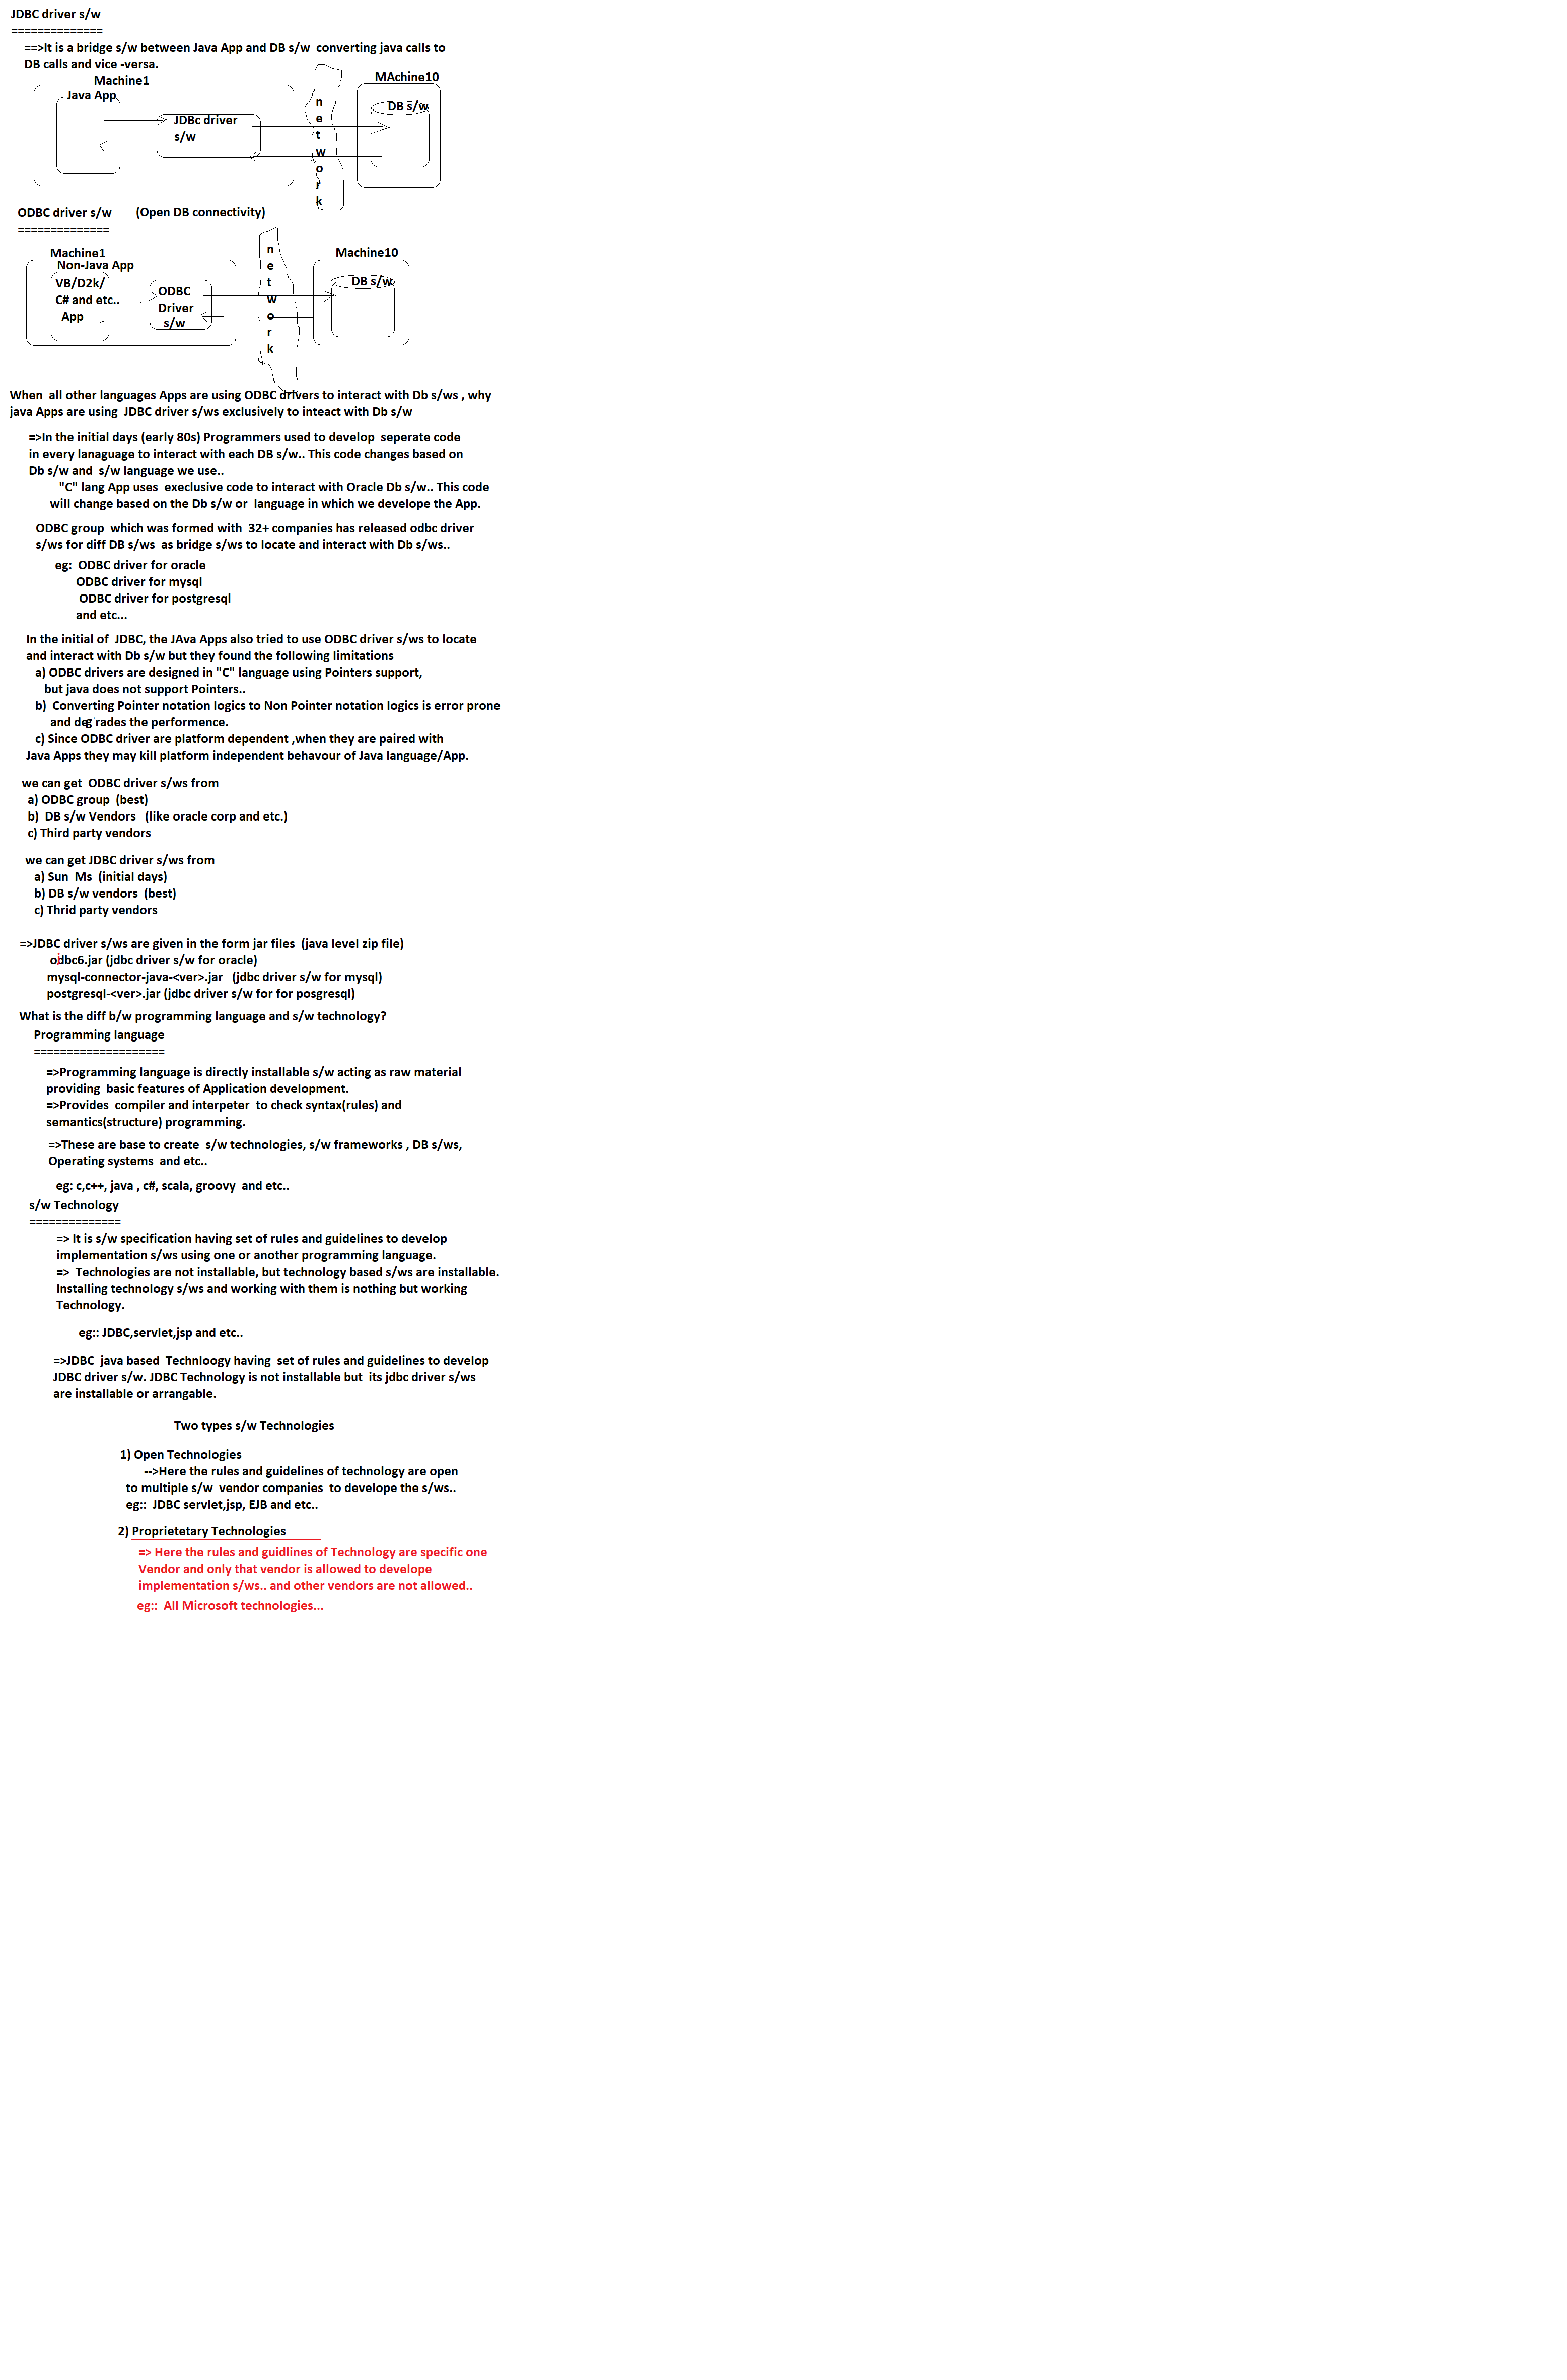 JDBC driver s/w
==============
==>It is a bridge s/w between Java App and DB s/w converting java calls to
DB calls and vice -versa.
Machine1
MAchine10
Java App
DB s/w
JDBc driver
s/w
n
e
t
w
o
r
k
ODBC driver s/w (Open DB connectivity)
==============
Machine1
Machine10
Non-Java App
VB/D2k/
C# and etc..
App
ODBC
Driver
s/w
n
e
t
w
o
r
k
DB s/w
When all other languages Apps are using ODBC drivers to interact with Db s/ws , why
java Apps are using JDBC driver s/ws exclusively to inteact with Db s/w
=>In the initial days (early 80s) Programmers used to develop seperate code
in every lanaguage to interact with each DB s/w.. This code changes based on
Db s/w and s/w language we use..
"C" lang App uses execlusive code to interact with Oracle Db s/w.. This code
will change based on the Db s/w or language in which we develope the App.
ODBC group which was formed with 32+ companies has released odbc driver
s/ws for diff DB s/ws as bridge s/ws to locate and interact with Db s/ws..
eg: ODBC driver for oracle
ODBC driver for mysql
ODBC driver for postgresql
and etc...
In the initial of JDBC, the JAva Apps also tried to use ODBC driver s/ws to locate
and interact with Db s/w but they found the following limitations
a) ODBC drivers are designed in "C" language using Pointers support,
but java does not support Pointers..
b) Converting Pointer notation logics to Non Pointer notation logics is error prone
and deg rades the performence.
c) Since ODBC driver are platform dependent ,when they are paired with
Java Apps they may kill platform independent behavour of Java language/App.
we can get ODBC driver s/ws from
a) ODBC group (best)
b) DB s/w Vendors (like oracle corp and etc.)
c) Third party vendors
we can get JDBC driver s/ws from
a) Sun Ms (initial days)
b) DB s/w vendors (best)
c) Thrid party vendors
=>JDBC driver s/ws are given in the form jar files (java level zip file)
ojdbc6.jar (jdbc driver s/w for oracle)
mysql-connector-java-<ver>.jar (jdbc driver s/w for mysql)
postgresql-<ver>.jar (jdbc driver s/w for for posgresql)
What is the diff b/w programming language and s/w technology?
Programming language
====================
=>Programming language is directly installable s/w acting as raw material
providing basic features of Application development.
=>Provides compiler and interpeter to check syntax(rules) and
semantics(structure) programming.
=>These are base to create s/w technologies, s/w frameworks , DB s/ws,
Operating systems and etc..
eg: c,c++, java , c#, scala, groovy and etc..
s/w Technology
==============
=> It is s/w specification having set of rules and guidelines to develop
implementation s/ws using one or another programming language.
=> Technologies are not installable, but technology based s/ws are installable.
Installing technology s/ws and working with them is nothing but working
Technology.
eg:: JDBC,servlet,jsp and etc..
=>JDBC java based Technloogy having set of rules and guidelines to develop
JDBC driver s/w. JDBC Technology is not installable but its jdbc driver s/ws
are installable or arrangable.
Two types s/w Technologies
1) Open Technologies
-->Here the rules and guidelines of technology are open
to multiple s/w vendor companies to develope the s/ws..
eg:: JDBC servlet,jsp, EJB and etc..
2) Proprietetary Technologies
=> Here the rules and guidlines of Technology are specific one
Vendor and only that vendor is allowed to develope
implementation s/ws.. and other vendors are not allowed..
eg:: All Microsoft technologies...